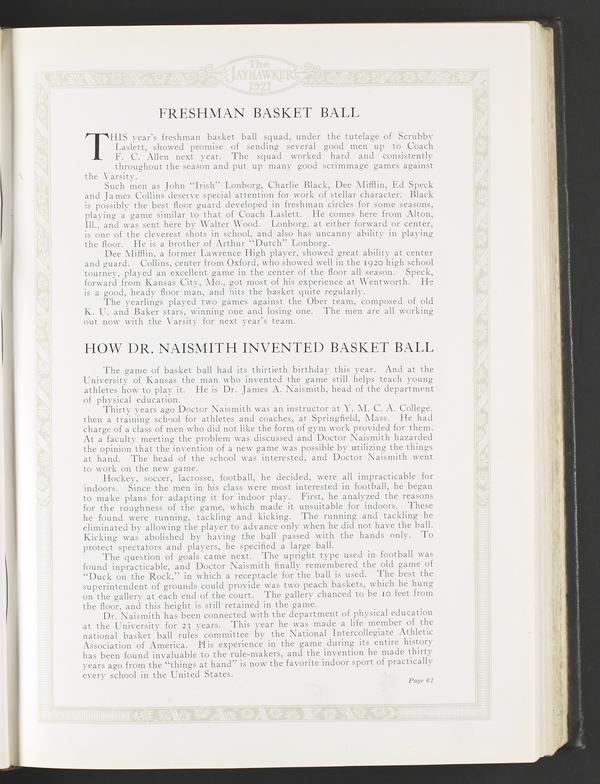 The
JAYHAWKER
1921
FRESHMAN BASKET BALL
THIS year's freshman basket ball squad, under the tutelage of Scrubby
Laslett, showed promise of sending several good men up to Coach
F. C. Allen next year. The squad worked hard and consistently
throughout the season and put up many good scrimmage games against
the Varsity.
Such men as John "Irish" Lonborg, Charlie Black, Dee Mifflin, Ed Speck
and James Collins deserve special attention for work of stellar character. Black
is possibly the best floor guard developed in freshman circles for some seasons,
playing a game similar to that of Coach Laslett. He comes here from Alton,
Ill., and was sent here by Walter Wood. Lonborg, at either forward or center,
is one of the cleverest shots in school, and also has uncanny ability in playing
the floor. He is a brother of Arthur "Dutch" Lonborg.
Dee Mifflin, a former Lawrence High player, showed great ability at center
and guard. Collins, center from Oxford, who showed well in the 1920 high school
tourney, played an excellent game in the center of the floor all season. Speck,
forward from Kansas City, Mo., got most of his experience at Wentworth. He
is a good, heady floor man, and hits the basket quite regularly.
The yearlings played two games against the Ober team, composed of old
K. U. and Baker stars, winning one and losing one. The men are all working
out now with the Varsity for next year's team.
HOW DR. NAISMITH INVENTED BASKET BALL
The game of basket ball had its thirtieth birthday this year. And at the
University of Kansas the man who invented the game still helps teach young
athletes how to play it. He is Dr. James A. Naismith, head of the department
of physical education.
Thirty years ago Doctor Naismith was an instructor at Y. M. C. A. College,
then a training school for athletes and coaches, at Springfield, Mass. He had
charge of a class of men who did not like the form of gym work provided for them.
At a faculty meeting the problem was discussed and Doctor Naismith hazarded
the opinion that the invention of a new game was possible by utilizing the things
at hand. The head of the school was interested, and Doctor Naismith went
to work on the new game.
Hockey, soccer, lacrosse, football, he decided, were all impracticable for
indoors. Since the men in his class were most interested in football, he began
to make plans for adapting it for indoor play. First, he analyzed the reasons
for the roughness of the game, which made it unsuitable for indoors. These
he found were running, tackling and kicking. The running and tackling he
eliminated by allowing the player to advance only when he did not have the ball.
Kicking was abolished by having the ball passed with the hands only. To
protect spectators and players, he specified a large ball.
The question of goals came next. The upright type used in football was
found inpracticable, and Doctor Naismith finally remembered the old game of
"Duck on the Rock," in which a receptacle for the ball is used. The best the
superintendent of grounds could provide was two peach baskets, which he hung
on the gallery at each end of the court. The gallery chanced to be 10 feet from
the floor, and this height is still retained in the game.
Dr. Naismith has been connected with the department of physical education
at the University for 23 years. This year he was made a life member of the
national basket ball rules committee by the National Intercollegiate Athletic
Association of America. His experience in the game during its entire history
has been found invaluable to the rule-makers, and the invention he made thirty
years ago from the "things at hand" is now the favorite indoor sport of practically
every school in the United States.
Page 61